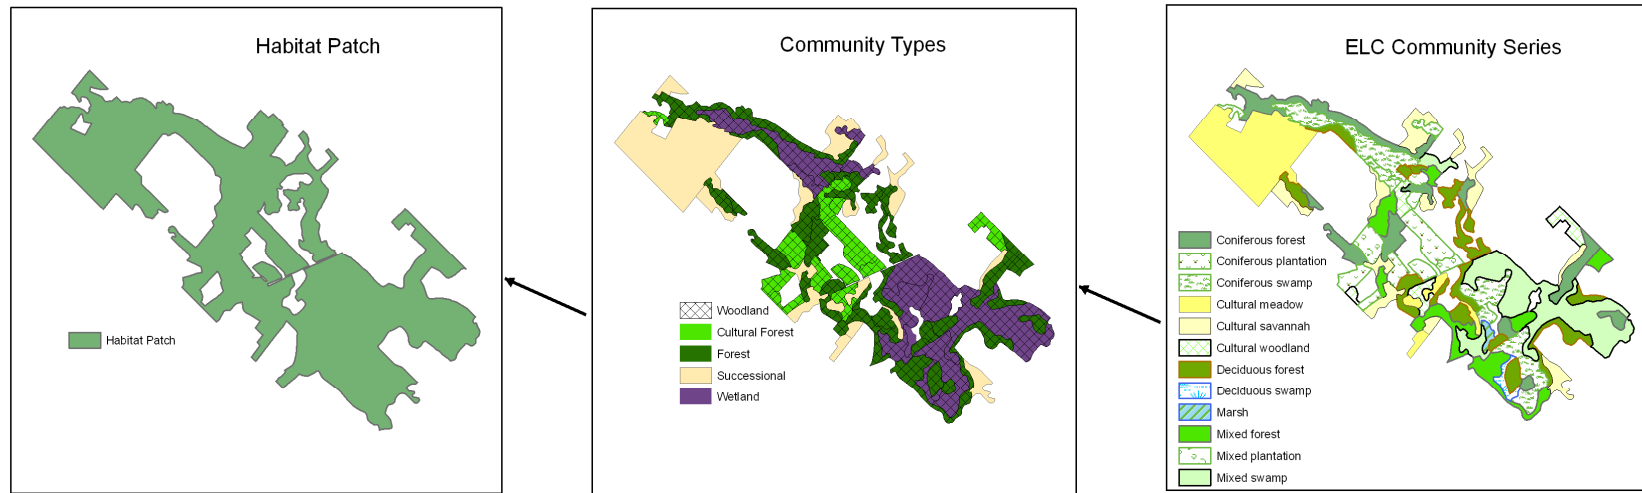 Habitat Patch
Habitat Patch
Community Types
Woodland
Cultural Forest
Forest
Successional
Wetland
ELC Community Series
Coniferous forest
Coniferous plantation
Coniferous swamp
Cultural meadow
Cultural savannah
Cultural woodland
Deciduous forest
Deciduous swamp
Marsh
Mixed forest
Mixed plantation
Mixed swamp